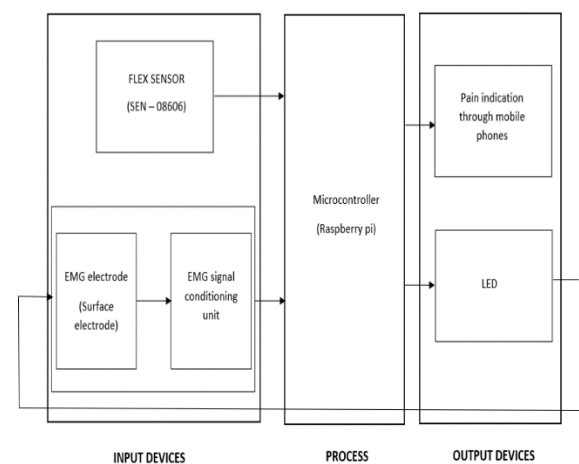 FLEX SENSOR
(SEN – 08606)
EMG electrode
(Surface
electrode)
EMG signal
conditioning
unit
Microcontroller
(Raspberry pi)
Pain indication
through mobile
phones
LED
INPUT DEVICES
PROCESS
OUTPUT DEVICES